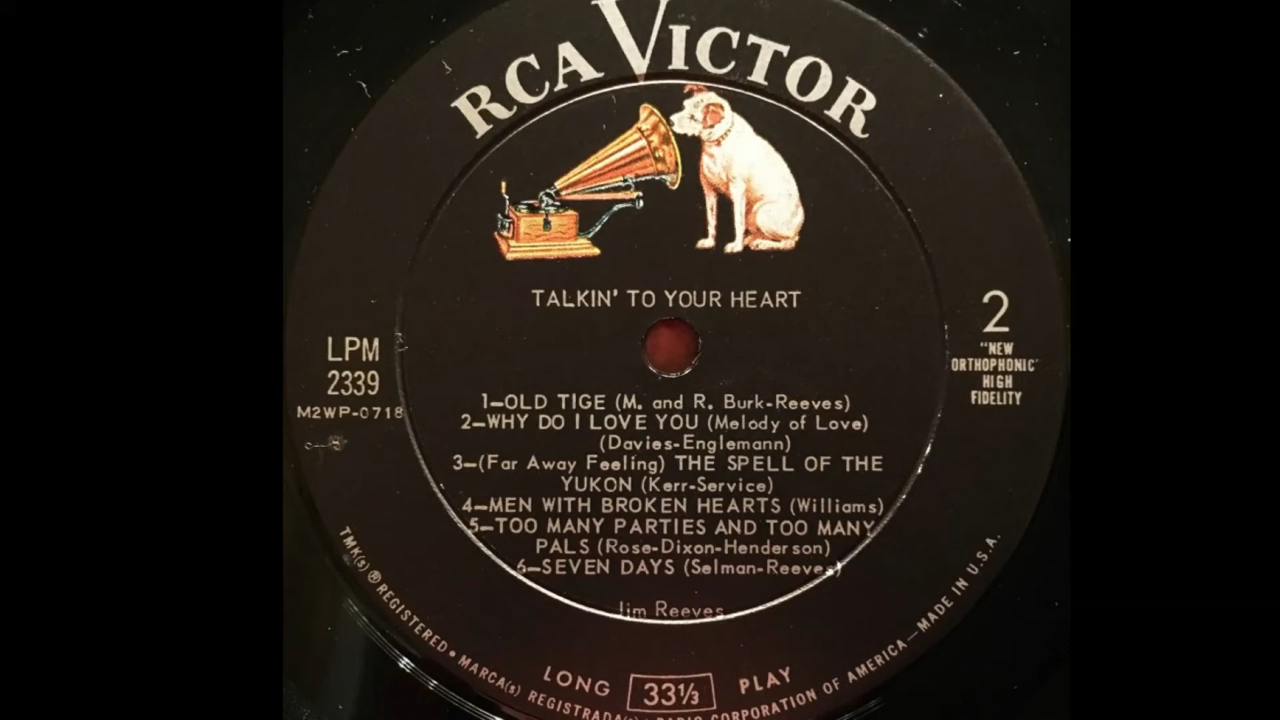 RCA VICTOR
TALKIN' TO YOUR HEART
LPM
2339
M2WP-0718
2
"NEW
ORTHOPHONIC"
HIGH
FIDELITY
1—OLD TIGE (M. and R. Burk-Reeves)
2—WHY DO I LOVE YOU (Melody of Love)
(Davies-Englemann)
3—(Far Away Feeling) THE SPELL OF THE
YUKON (Kerr-Service)
4—MEN WITH BROKEN HEARTS (Williams)
5—TOO MANY PARTIES AND TOO MANY
PALS (Rose-Dixon-Henderson)
6—SEVEN DAYS (Selman-Reeves)
Jim Reeves
LONG 33⅓ PLAY
TMK(s) ® REGISTERED • MARCA(s) REGISTRADA(s) • RADIO CORPORATION OF AMERICA—MADE IN U.S.A.